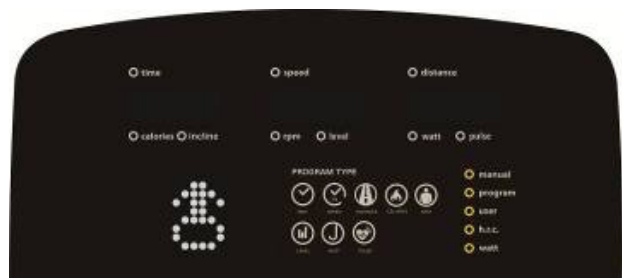 time speed distance
calories incline rpm level watt pulse
PROGRAM TYPE
manual
program
user
h.r.c.
watt